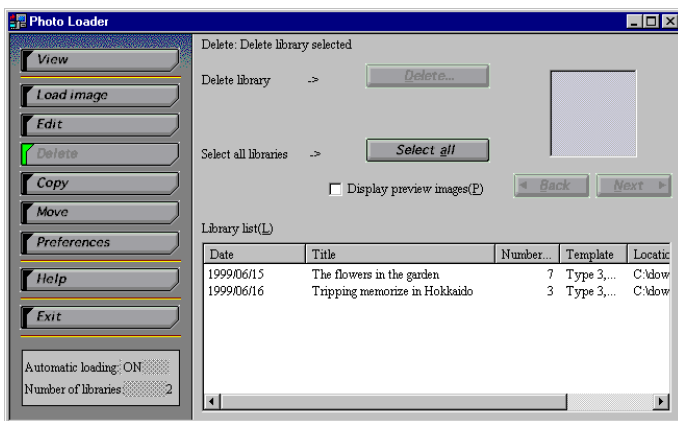 Photo Loader
View
Load image
Edit
Delete
Copy
Move
Preferences
Help
Exit
Automatic loading: ON
Number of libraries: 2
Delete: Delete library selected
Delete library -> Delete...
Select all libraries -> Select all
Display preview images(P)
Back Next
Library list(L)
Date Title Number... Template Locatic
1999/06/15 The flowers in the garden 7 Type 3,... C:\dow
1999/06/16 Tripping memorize in Hokkaido 3 Type 3,... C:\dow